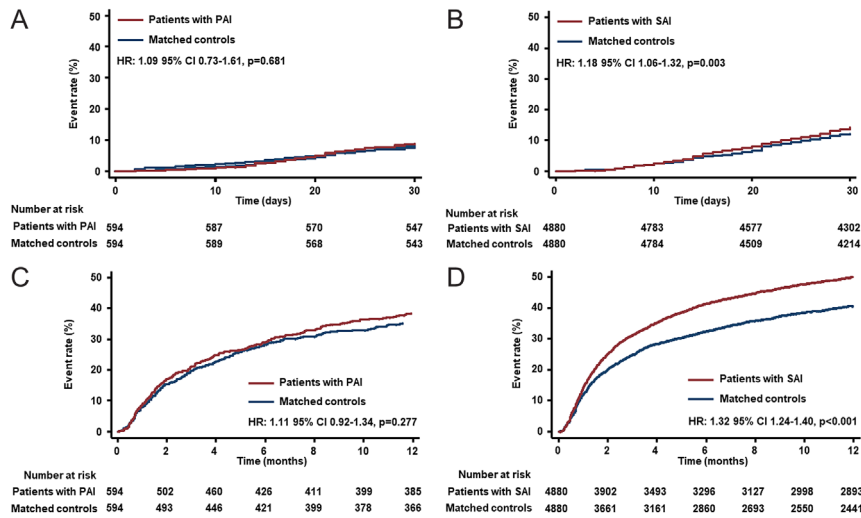 A
Patients with PAI
Matched controls
HR: 1.09 95% CI 0.73-1.61, p=0.681
Event rate (%)
50
40
30
20
10
0
0 10 20 30
Time (days)
Number at risk
Patients with PAI 594 587 570 547
Matched controls 594 589 568 543
B
Patients with SAI
Matched controls
HR: 1.18 95% CI 1.06-1.32, p=0.003
Event rate (%)
50
40
30
20
10
0
0 10 20 30
Time (days)
Number at risk
Patients with SAI 4880 4783 4577 4302
Matched controls 4880 4784 4509 4214
C
Event rate (%)
50
40
30
20
10
0
Patients with PAI
Matched controls
HR: 1.11 95% CI 0.92-1.34, p=0.277
0 2 4 6 8 10 12
Time (months)
Number at risk
Patients with PAI 594 502 460 426 411 399 385
Matched controls 594 493 446 421 399 378 366
D
Event rate (%)
50
40
30
20
10
0
Patients with SAI
Matched controls
HR: 1.32 95% CI 1.24-1.40, p<0.001
0 2 4 6 8 10 12
Time (months)
Number at risk
Patients with SAI 4880 3902 3493 3296 3127 2998 2893
Matched controls 4880 3661 3161 2860 2693 2550 2441